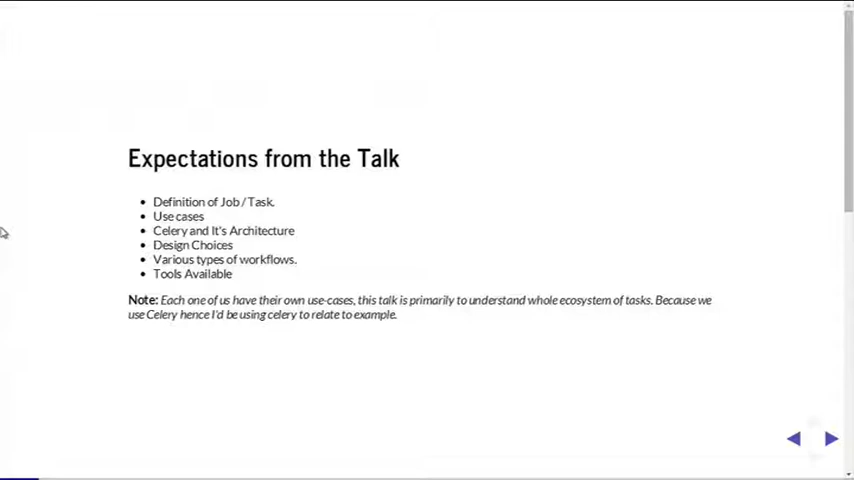 Expectations from the Talk
Definition of Job / Task.
Use cases
Celery and It's Architecture
Design Choices
Various types of workflows.
Tools Available
Note: Each one of us have their own use-cases, this talk is primarily to understand whole ecosystem of tasks. Because we
use Celery hence I'd be using celery to relate to example.